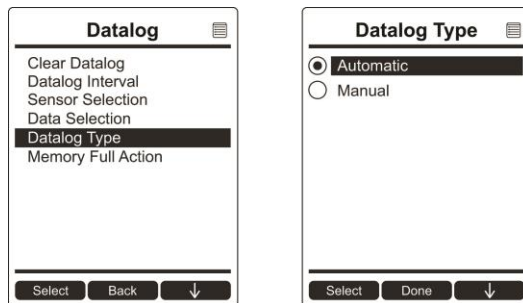 Datalog
Clear Datalog
Datalog Interval
Sensor Selection
Data Selection
Datalog Type
Memory Full Action
Select Back ↓
Datalog Type
Automatic
Manual
Select Done ↓